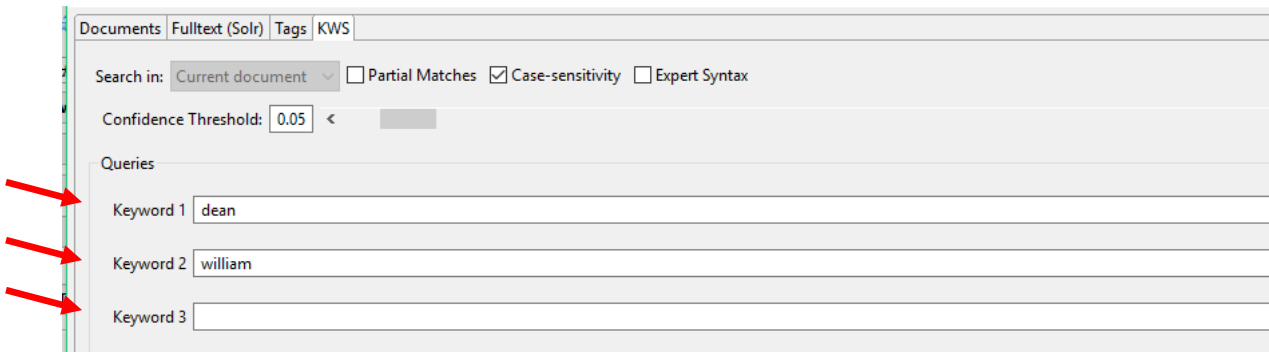 Documents Fulltext (Solr) Tags KWS
Search in: Current document Partial Matches Case-sensitivity Expert Syntax
Confidence Threshold: 0.05 <
Queries
Keyword 1 dean
Keyword 2 william
Keyword 3